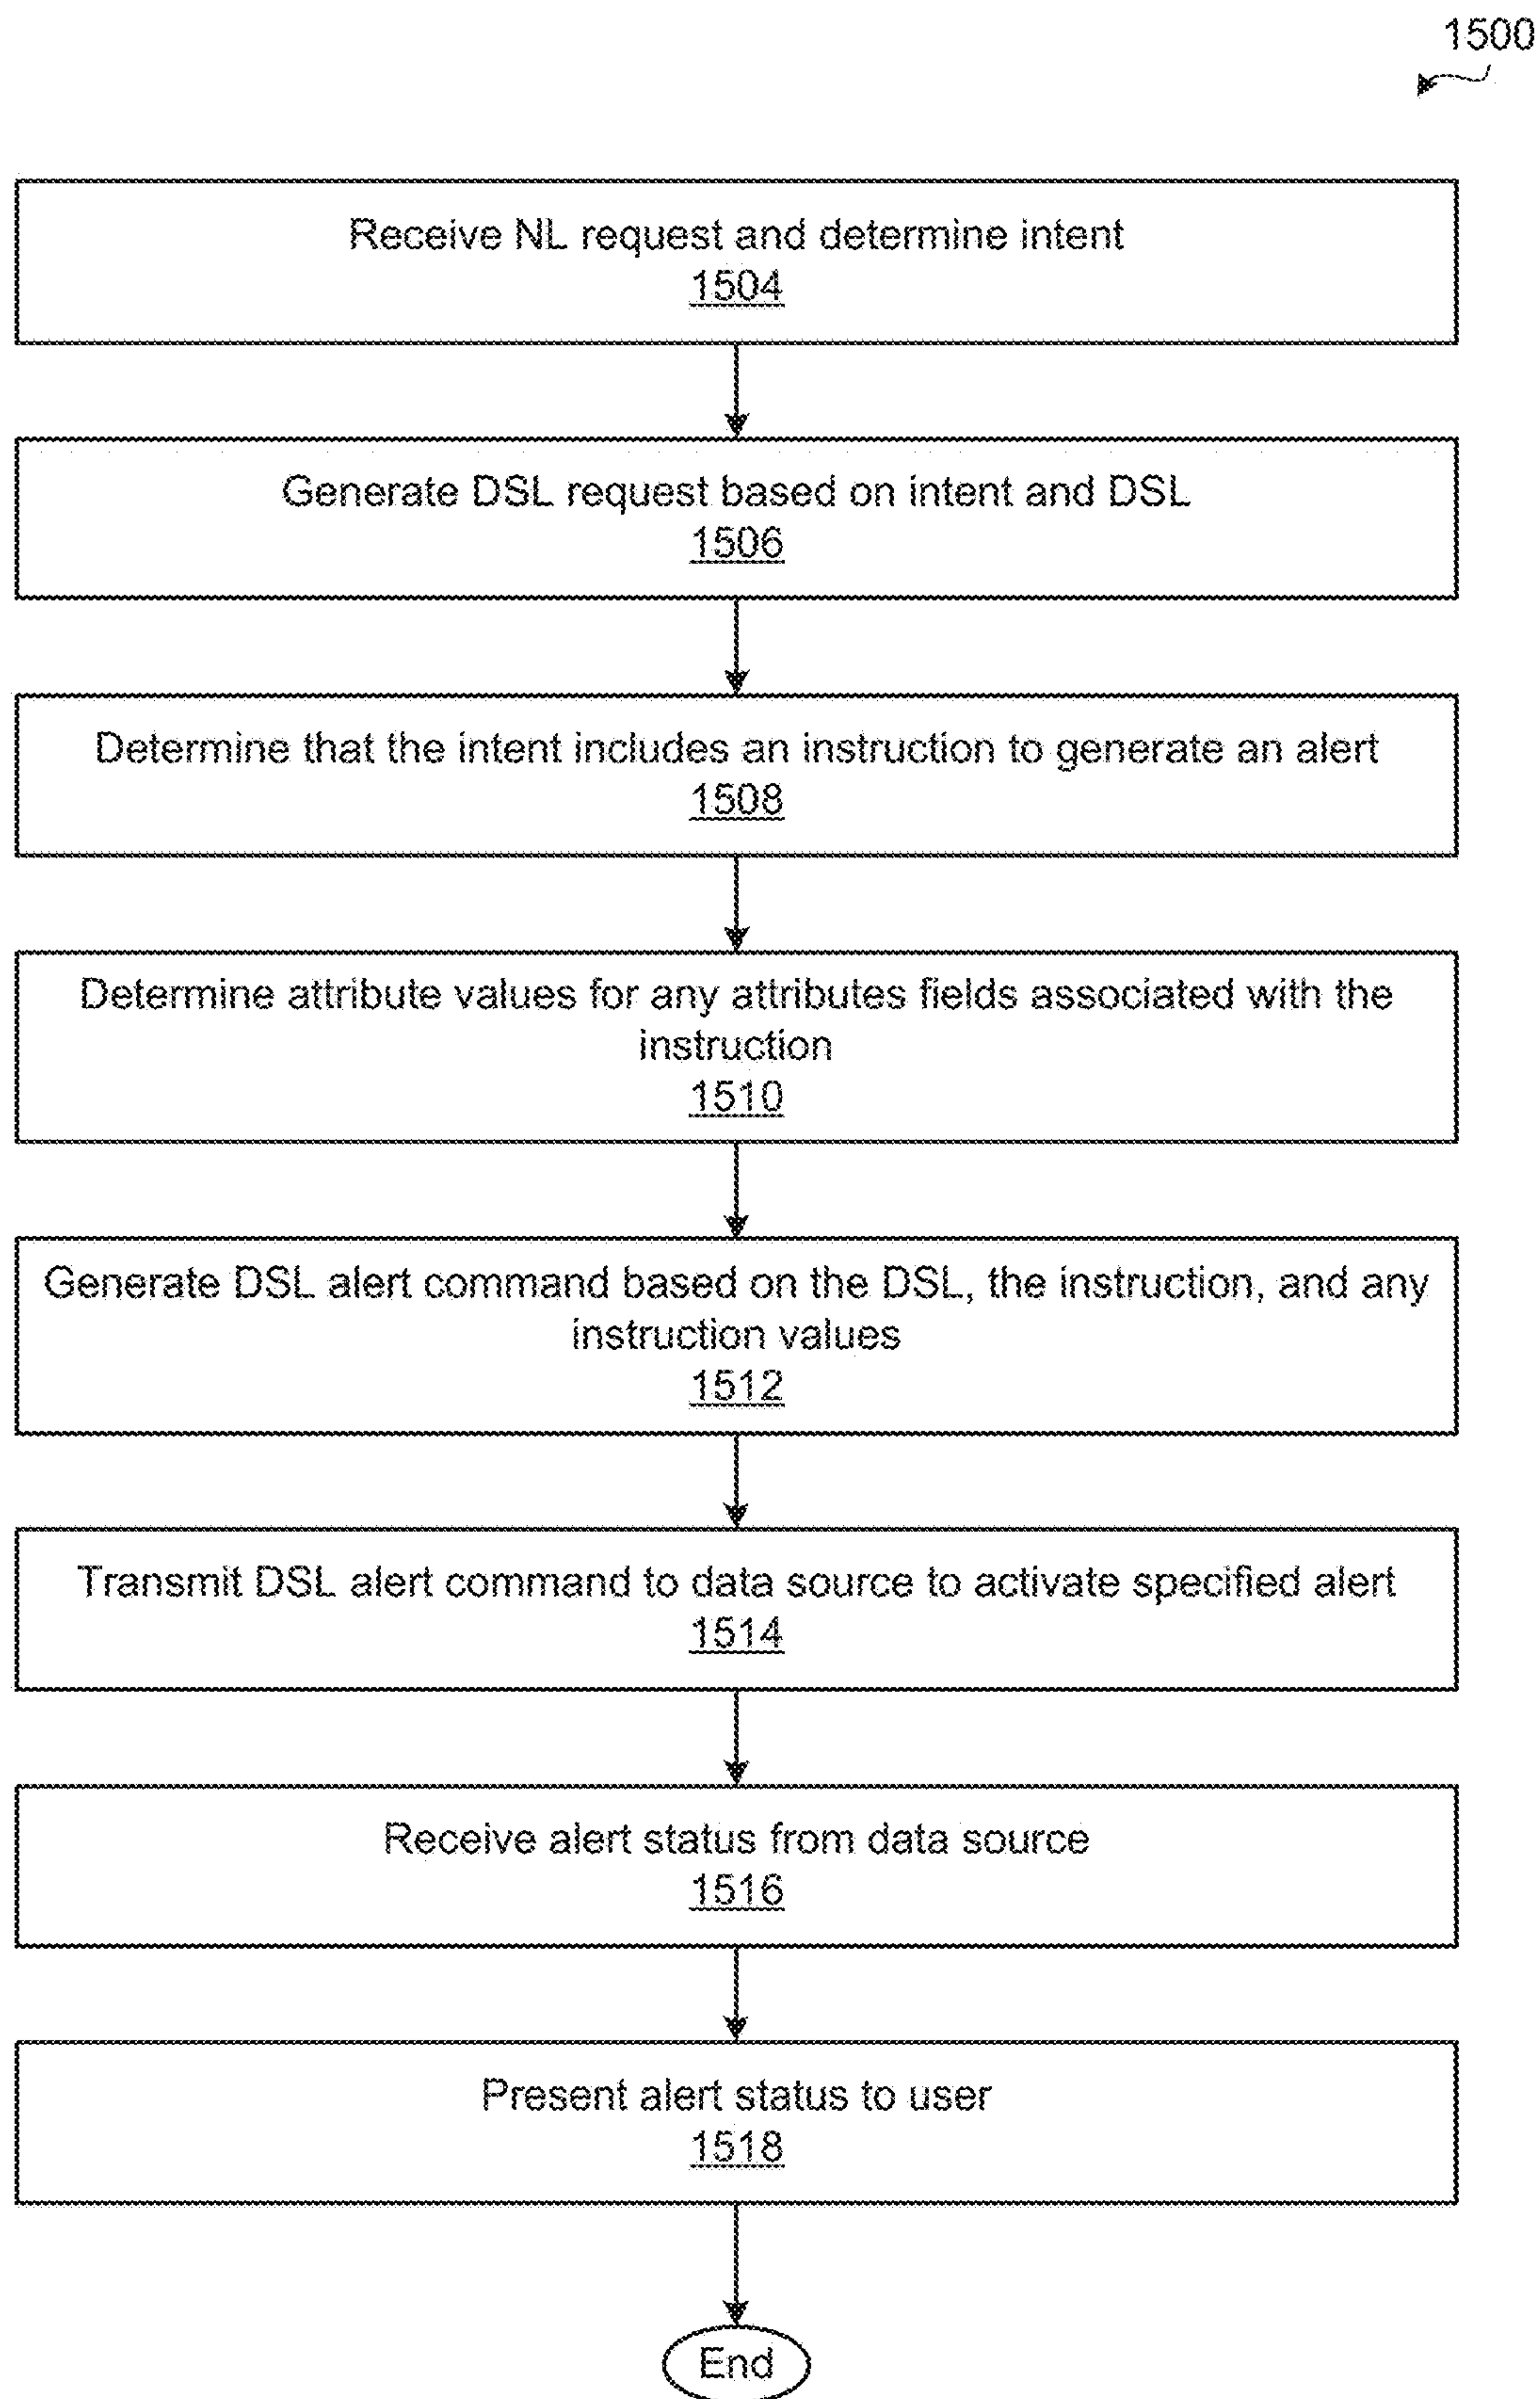 1500
Receive NL request and determine intent
1504
Generate DSL request based on intent and DSL
1506
Determine that the intent includes an instruction to generate an alert
1508
Determine attribute values for any attributes fields associated with the
instruction
1510
Generate DSL alert command based on the DSL, the instruction, and any
instruction values
1512
Transmit DSL alert command to data source to activate specified alert
1514
Receive alert status from data source
1516
Present alert status to user
1518
End